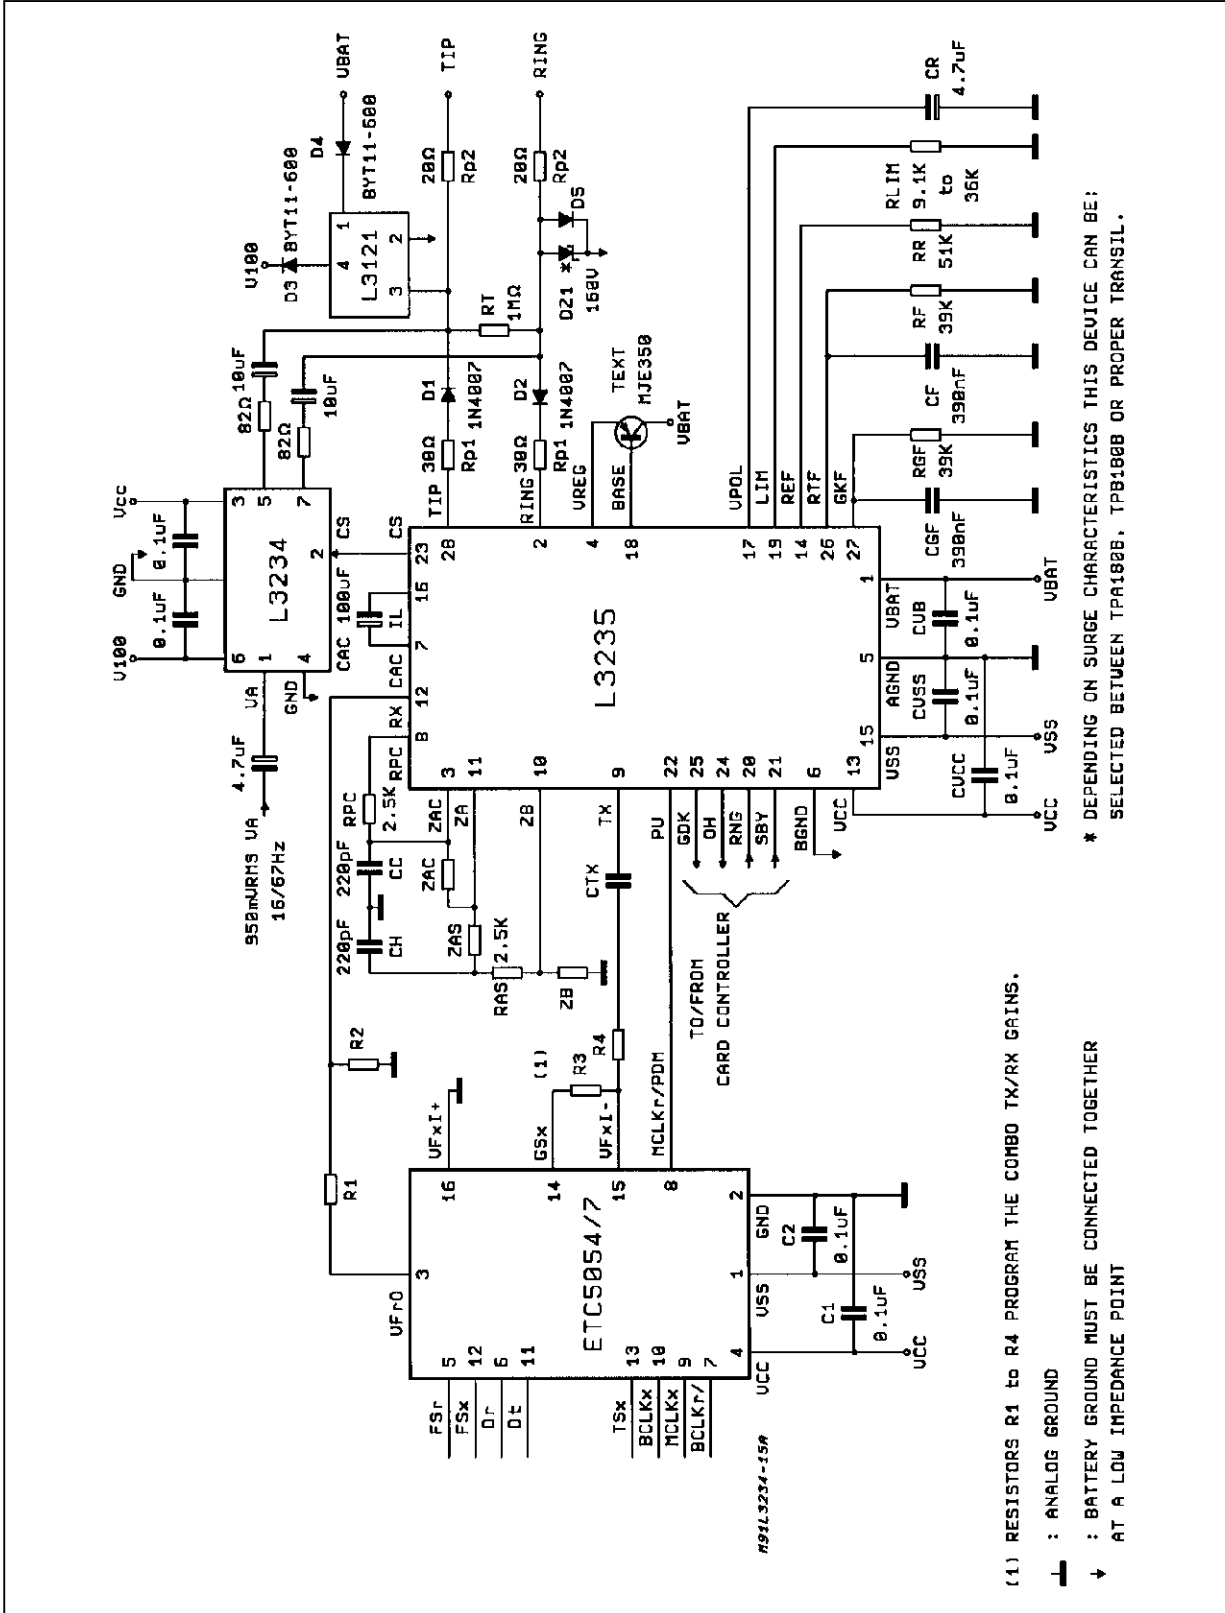 950mVRMS VA
16/67Hz
4.7uF
VA
V100
GND
Vcc
0.1uF
0.1uF
6
3
1
L3234
5
4
2
7
GND
CS
82Ω
10uF
82Ω
10uF
V100
D3
BYT11-600
D4
VBAT
BYT11-600
4
1
L3121
3
2
RT
1MΩ
20Ω
Rp2
TIP
20Ω
Rp2
RING
D21 *
160V
D5
30Ω
Rp1
D1
1N4007
30Ω
Rp1
D2
1N4007
TIP
RING
CAC 100uF
RPC
RX
CAC
IL
CS
8
12
7
16
23
3
11
10
9
22
25
24
20
21
6
13
L3235
28
2
4
18
17
19
14
26
27
15
5
1
VREG
BASE
TEXT
MJE350
VBAT
VPOL
LIM
REF
RTF
GKF
CR
4.7uF
RLIM
9.1K
to
36K
RR
51K
RF
39K
CF
390nF
RGF
39K
CGF
390nF
VSS
AGND
VBAT
CVSS
0.1uF
CVB
0.1uF
CVCC
0.1uF
VCC
VSS
VBAT
RPC
2.5K
220pF
CC
220pF
CH
ZAC
ZAC
ZA
ZAS
RAS
2.5K
ZB
ZB
TX
CTX
PV
GDK
OH
RNG
SBY
BGND
VCC
TO/FROM
CARD CONTROLLER
R1
R2
(1)
R3
R4
VFrO
VFxI+
GSx
VFxI-
MCLKr/PDM
3
16
14
15
8
5
12
6
11
13
10
9
7
ETC5054/7
4
1
2
FSr
FSx
Dr
Dt
TSx
BCLKx
MCLKx
BCLKr/
VCC
VSS
GND
C1
0.1uF
C2
0.1uF
VCC
VSS
M91L3234-15A
(1) RESISTORS R1 to R4 PROGRAM THE COMBO TX/RX GAINS.
: ANALOG GROUND
: BATTERY GROUND MUST BE CONNECTED TOGETHER
AT A LOW IMPEDANCE POINT
* DEPENDING ON SURGE CHARACTERISTICS THIS DEVICE CAN BE:
SELECTED BETWEEN TPA180B, TPB180B OR PROPER TRANSIL.